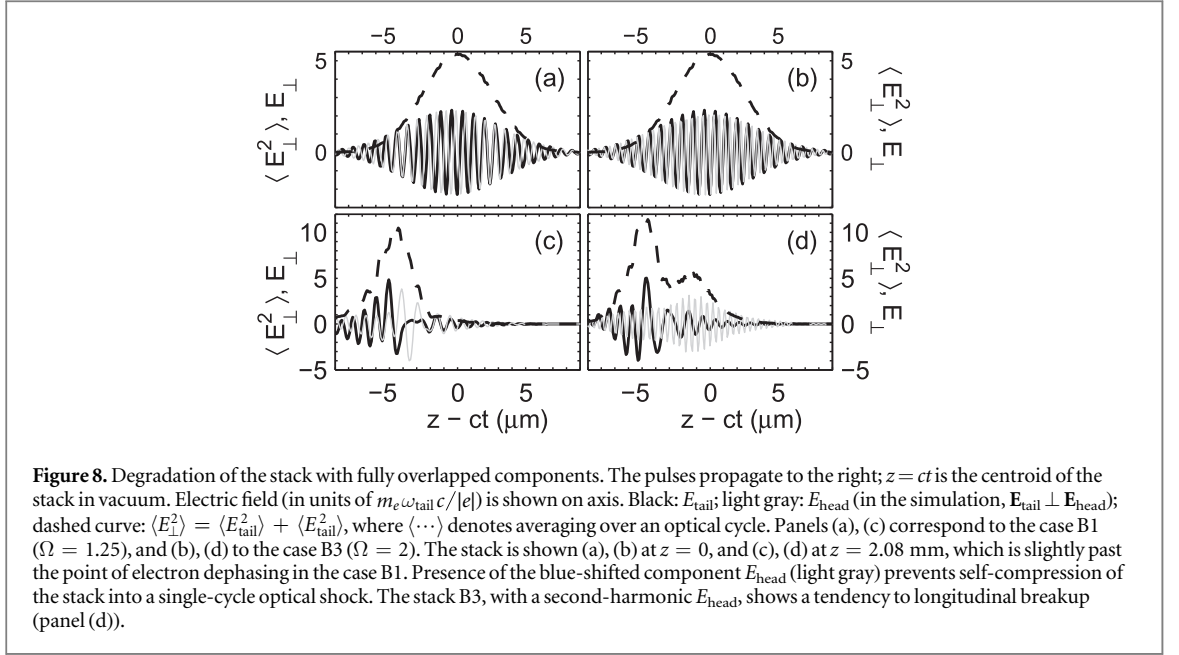 −5 0 5 −5 0 5
5 (a) (b) 5
0 0
⟨ E²⊥ ⟩, E⊥ ⟨ E²⊥ ⟩, E⊥
10 (c) (d) 10
5 5
0 0
−5 −5
⟨ E²⊥ ⟩, E⊥ ⟨ E²⊥ ⟩, E⊥
−5 0 5 −5 0 5
z − ct (μm) z − ct (μm)
Figure 8. Degradation of the stack with fully overlapped components. The pulses propagate to the right; z = ct is the centroid of the
stack in vacuum. Electric field (in units of mₑωtail c/|e|) is shown on axis. Black: Etail; light gray: Ehead (in the simulation, Etail ⊥ Ehead);
dashed curve: ⟨E²⊥⟩ = ⟨E²tail⟩ + ⟨E²tail⟩, where ⟨⋯⟩ denotes averaging over an optical cycle. Panels (a), (c) correspond to the case B1
(Ω = 1.25), and (b), (d) to the case B3 (Ω = 2). The stack is shown (a), (b) at z = 0, and (c), (d) at z = 2.08 mm, which is slightly past
the point of electron dephasing in the case B1. Presence of the blue-shifted component Ehead (light gray) prevents self-compression of
the stack into a single-cycle optical shock. The stack B3, with a second-harmonic Ehead, shows a tendency to longitudinal breakup
(panel (d)).